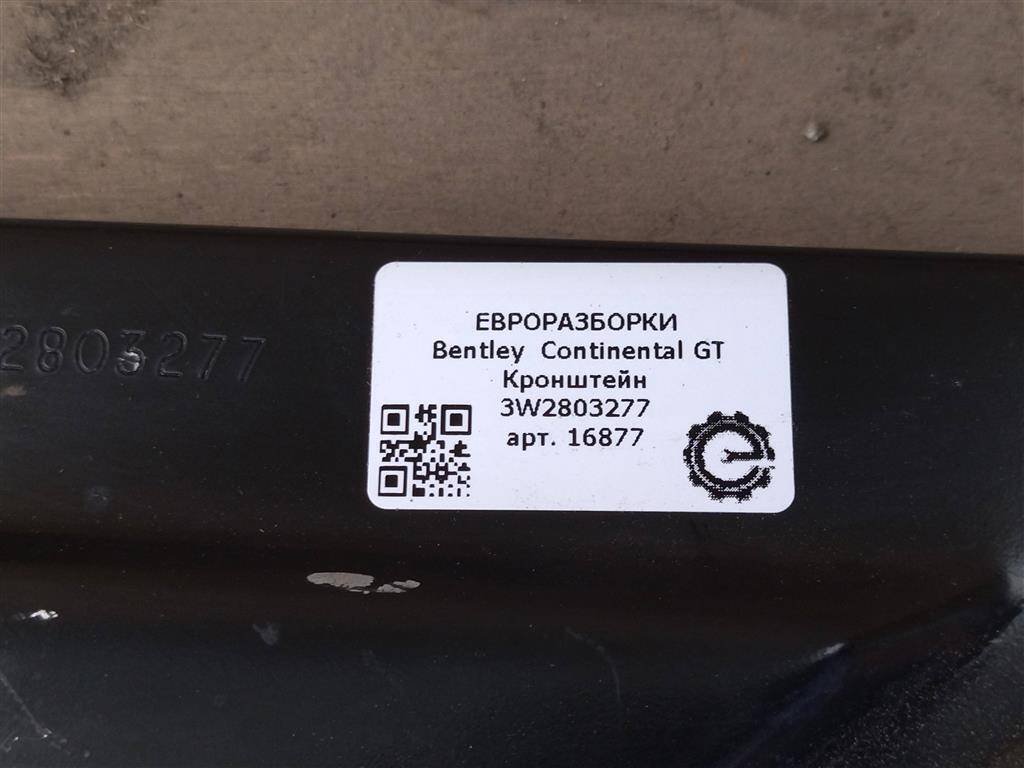 2803277
ЕВРОРАЗБОРКИ
Bentley Continental GT
Кронштейн
3W2803277
арт. 16877